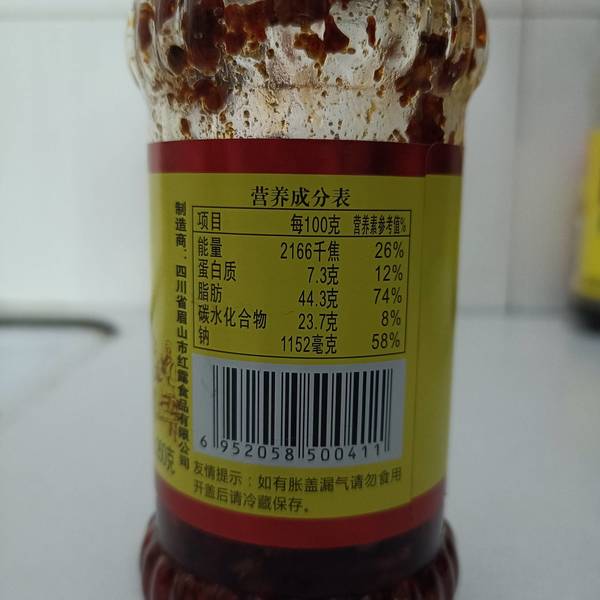 营养成分表
项目 每100克 营养素参考值%
能量 2166千焦 26%
蛋白质 7.3克 12%
脂肪 44.3克 74%
碳水化合物 23.7克 8%
钠 1152毫克 58%
制造商:四川省眉山市红露食品有限公司
6 952058 500411
友情提示:如有胀盖漏气请勿食用
开盖后请冷藏保存。